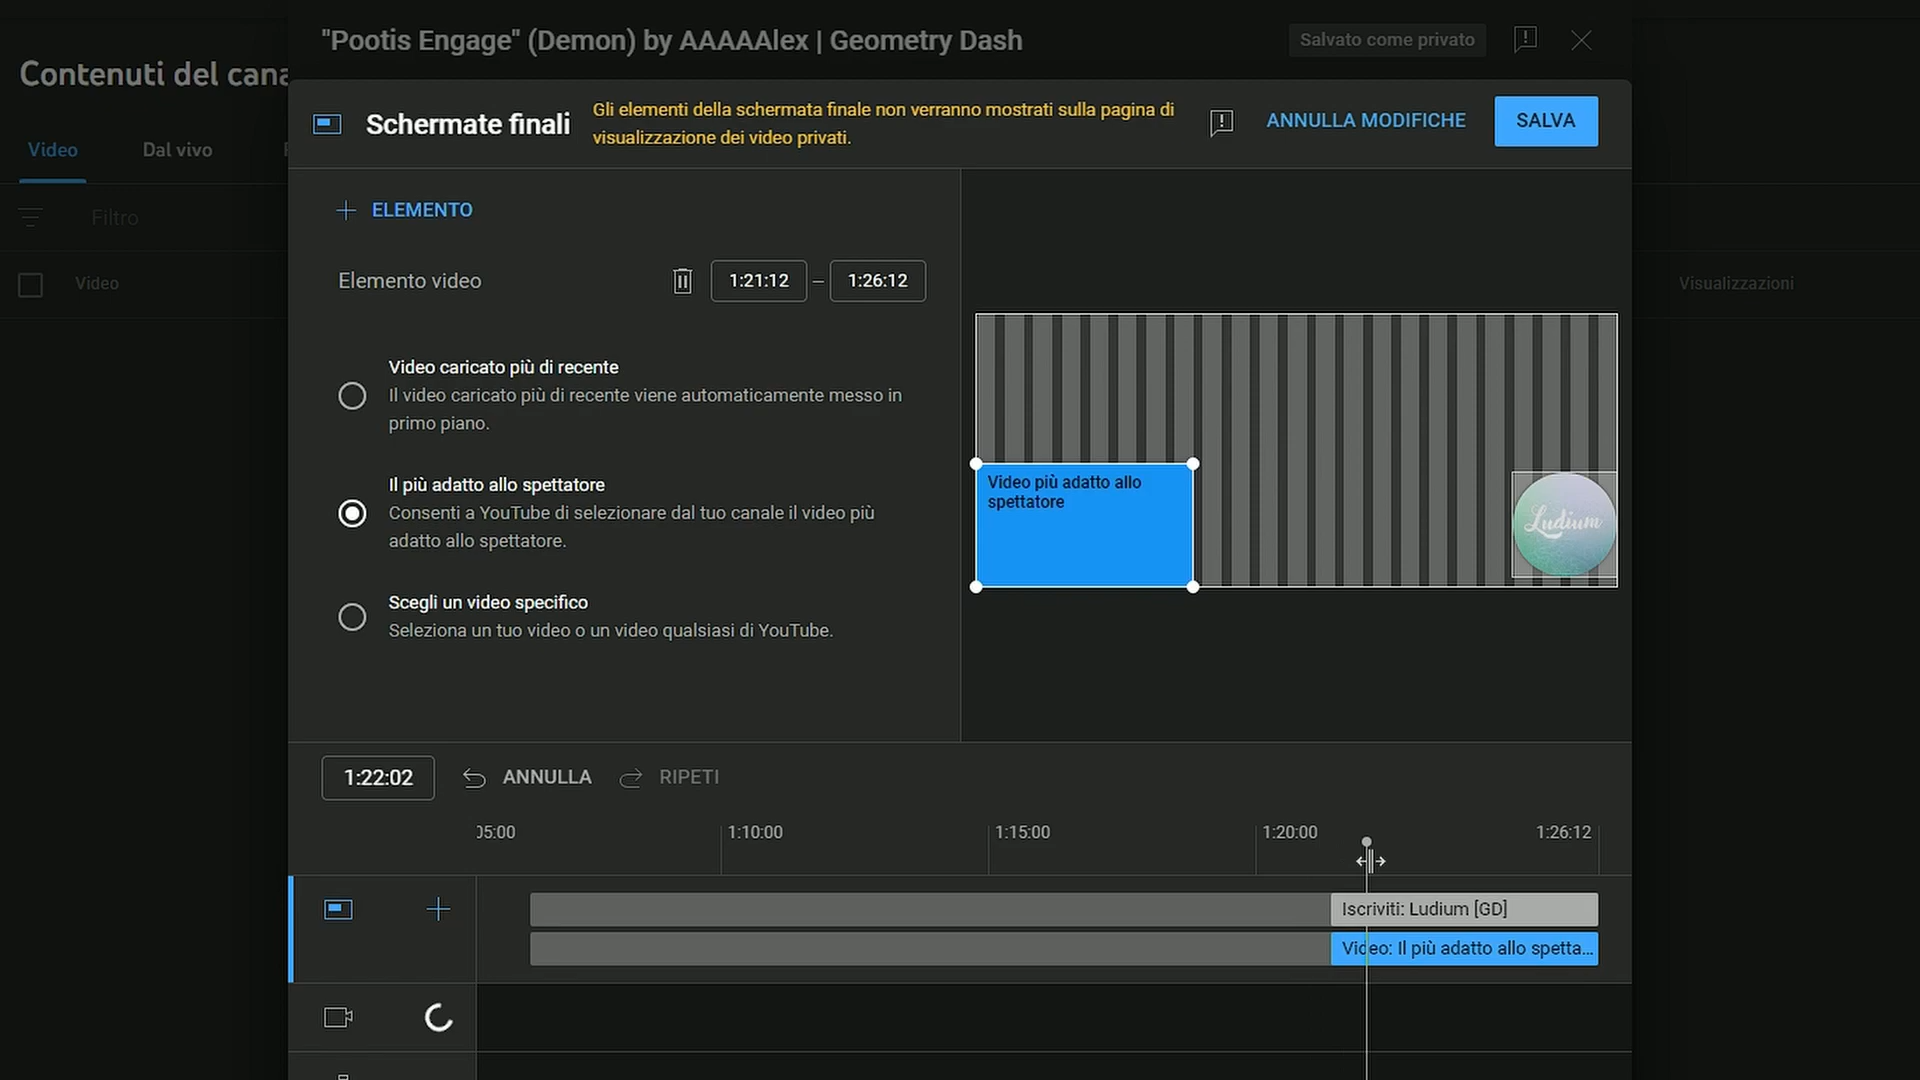 "Pootis Engage" (Demon) by AAAAAlex | Geometry Dash
Salvato come privato
Contenuti del cana
Schermate finali
Gli elementi della schermata finale non verranno mostrati sulla pagina di
visualizzazione dei video privati.
ANNULLA MODIFICHE
SALVA
Video
Dal vivo
ELEMENTO
Filtro
Elemento video
1:21:12
–
1:26:12
Video
Visualizzazioni
Video caricato più di recente
Il video caricato più di recente viene automaticamente messo in
primo piano.
Il più adatto allo spettatore
Consenti a YouTube di selezionare dal tuo canale il video più
adatto allo spettatore.
Scegli un video specifico
Seleziona un tuo video o un video qualsiasi di YouTube.
Video più adatto allo
spettatore
Ludium
1:22:02
ANNULLA
RIPETI
05:00
1:10:00
1:15:00
1:20:00
1:26:12
Iscriviti: Ludium [GD]
Video: Il più adatto allo spetta...